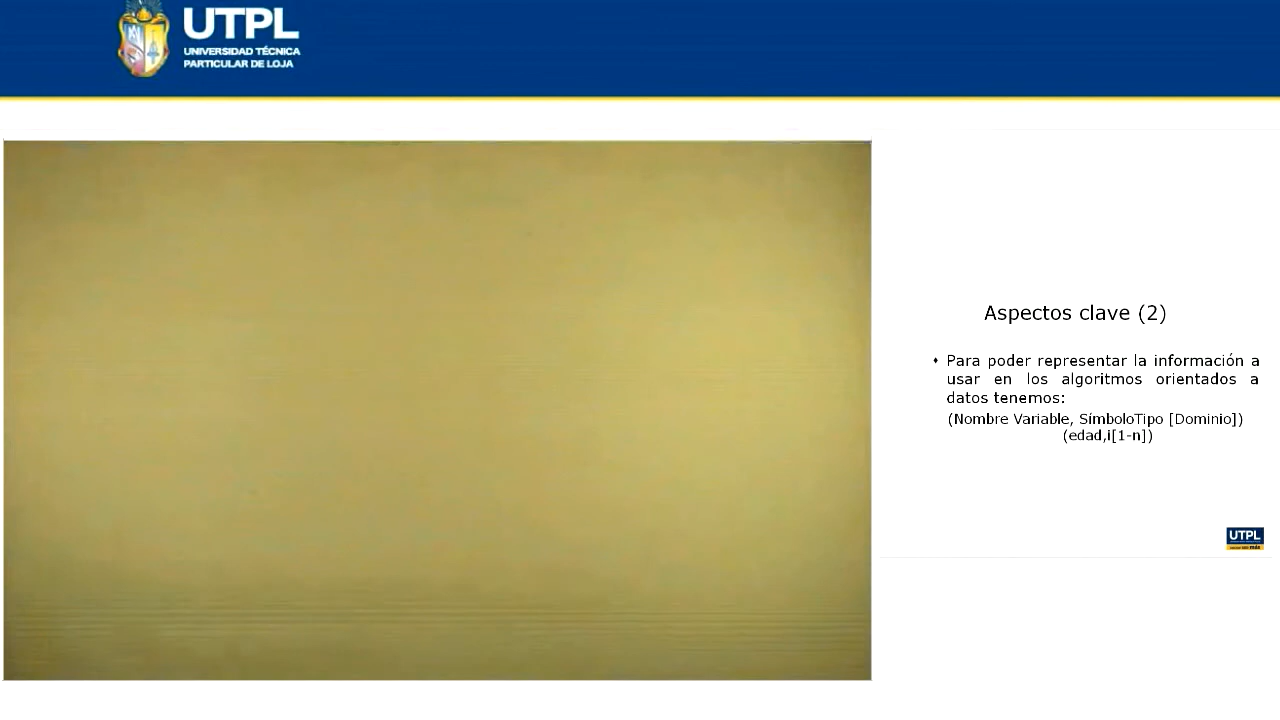 UTPL
UNIVERSIDAD TÉCNICA
PARTICULAR DE LOJA
Aspectos clave (2)
Para poder representar la información a
usar en los algoritmos orientados a
datos tenemos:
(Nombre Variable, SímboloTipo [Dominio])
(edad,i[1-n])
UTPL